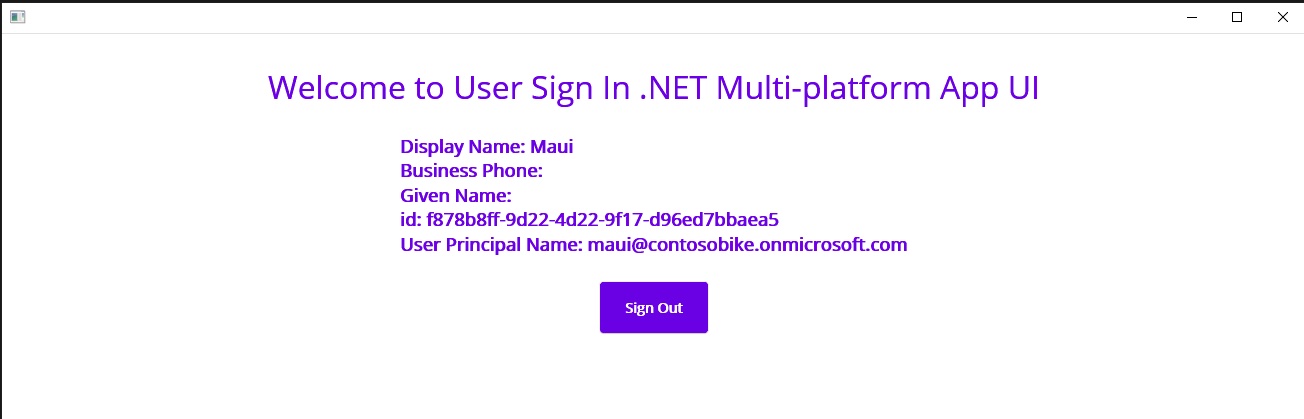 Welcome to User Sign In .NET Multi-platform App UI
Display Name: Maui
Business Phone:
Given Name:
id: f878b8ff-9d22-4d22-9f17-d96ed7bbaea5
User Principal Name: maui@contosobike.onmicrosoft.com
Sign Out